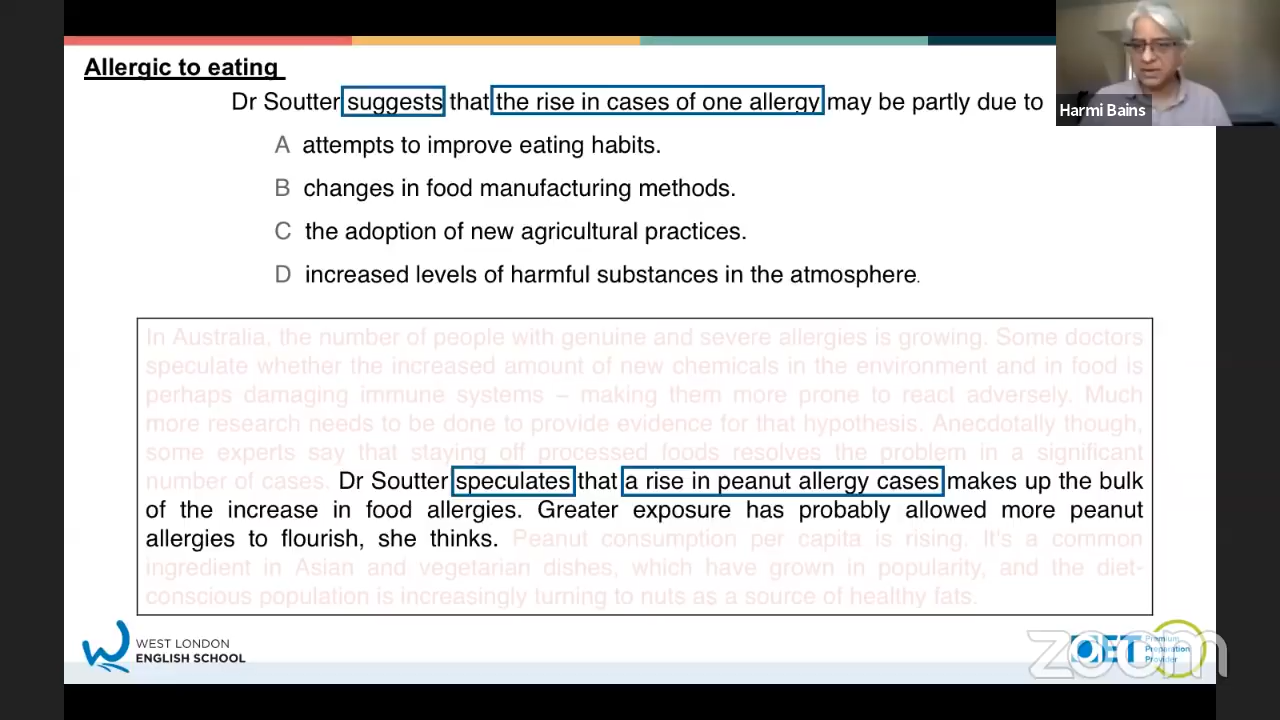 Allergic to eating
Dr Soutter suggests that the rise in cases of one allergy may be partly due to
A attempts to improve eating habits.
B changes in food manufacturing methods.
C the adoption of new agricultural practices.
D increased levels of harmful substances in the atmosphere.
Harmi Bains
In Australia, the number of people with genuine and severe allergies is growing. Some doctors
speculate whether the increased amount of new chemicals in the environment and in food is
perhaps damaging immune systems – making them more prone to react adversely. Much
more research needs to be done to provide evidence for that hypothesis. Anecdotally though,
some experts say that staying off processed foods resolves the problem in a significant
number of cases. Dr Soutter speculates that a rise in peanut allergy cases makes up the bulk
of the increase in food allergies. Greater exposure has probably allowed more peanut
allergies to flourish, she thinks. Peanut consumption per capita is rising. It's a common
ingredient in Asian and vegetarian dishes, which have grown in popularity, and the diet-
conscious population is increasingly turning to nuts as a source of healthy fats.
WEST LONDON
ENGLISH SCHOOL
OET
Premium
Preparation
Provider
zoom